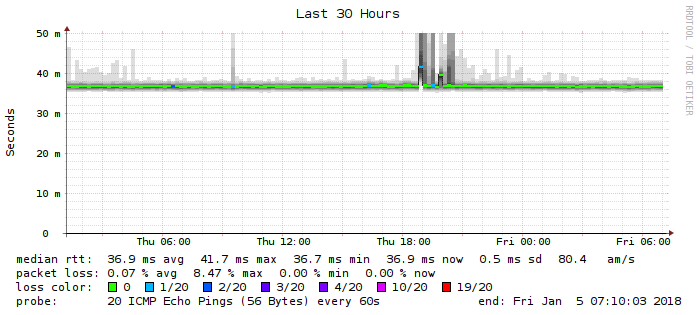 Last 30 Hours
RRDTOOL / TOBI OETIKER
Seconds
50 m
40 m
30 m
20 m
10 m
0
Thu 06:00 Thu 12:00 Thu 18:00 Fri 00:00 Fri 06:00
median rtt: 36.9 ms avg 41.7 ms max 36.7 ms min 36.9 ms now 0.5 ms sd 80.4 am/s
packet loss: 0.07 % avg 8.47 % max 0.00 % min 0.00 % now
loss color: 0 1/20 2/20 3/20 4/20 10/20 19/20
probe: 20 ICMP Echo Pings (56 Bytes) every 60s end: Fri Jan 5 07:10:03 2018